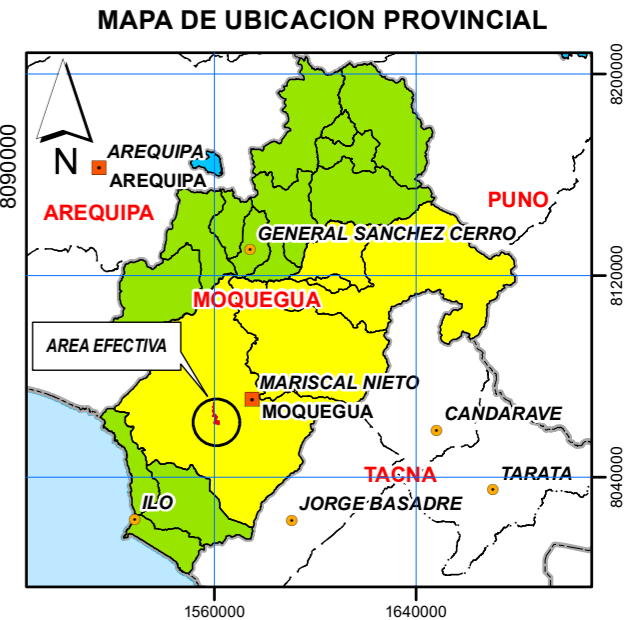 MAPA DE UBICACION PROVINCIAL
8200000
8090000
N
AREQUIPA
AREQUIPA
AREQUIPA
PUNO
GENERAL SANCHEZ CERRO
8120000
MOQUEGUA
AREA EFECTIVA
MARISCAL NIETO
MOQUEGUA
CANDARAVE
TACNA
TARATA
8040000
ILO
JORGE BASADRE
1560000
1640000